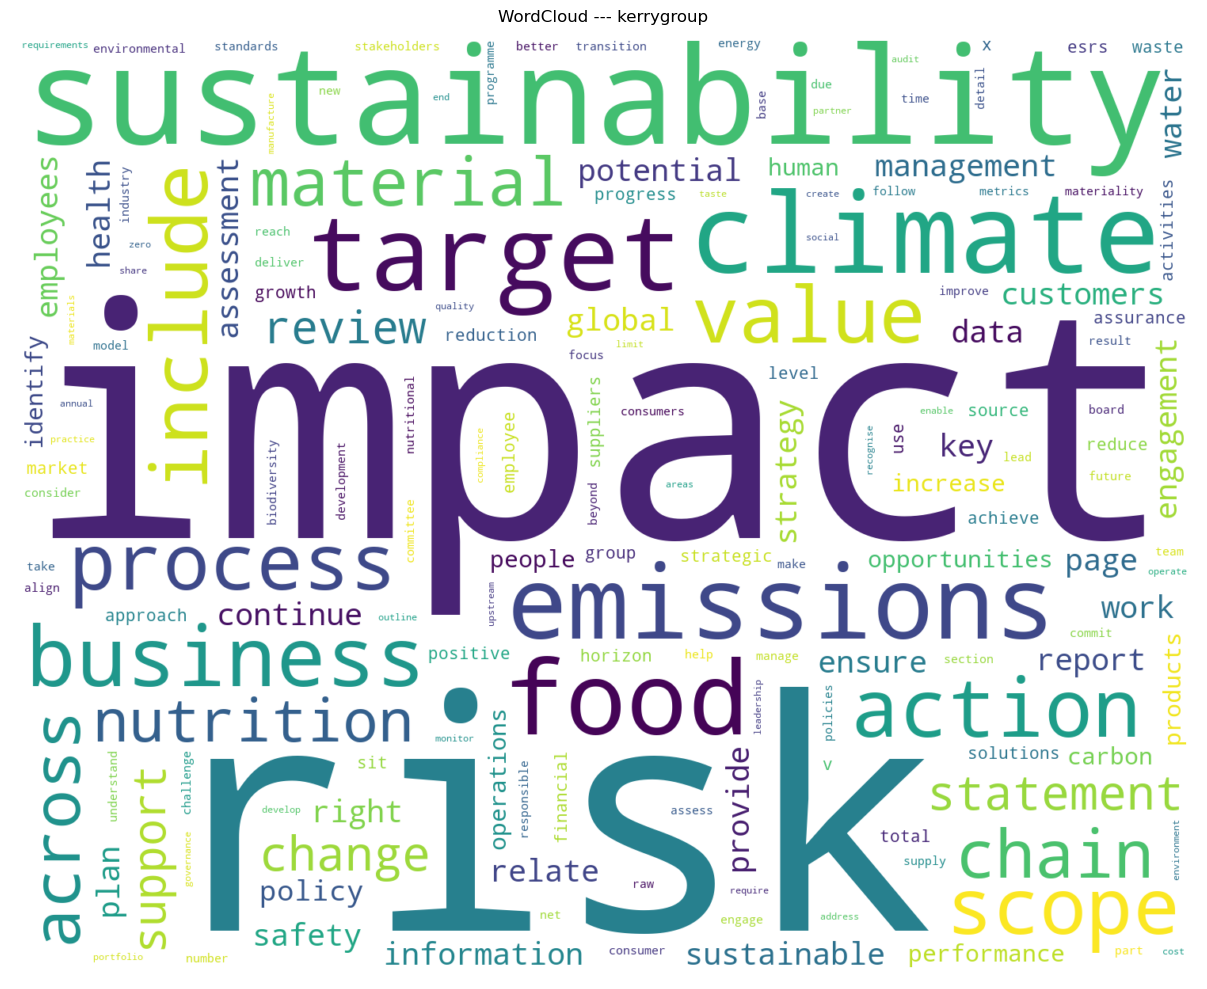 WordCloud --- kerrygroup
requirements environmental standards stakeholders programme better transition energy audit x esrs waste
sustainability
manufacture new end base due partner time detail water
employees health industry include assessment material potential human management
progress taste create follow metrics materiality activities
zero share reach deliver growth target climate social
materials model review reduction quality global limit value improve customers
identify annual focus data assurance result
impact
practice market consider nutritional consumers level source enable board
biodiversity development compliance employee suppliers areas strategy recognise use key lead reduce future engagement
increase achieve beyond committee
take align process people group strategic make opportunities page team operate
approach continue outline upstream emissions work commit
business positive horizon help manage ensure section report products
across nutrition monitor food leadership policies action
understand challenge sit operations responsible financial v solutions carbon
risk
support develop right assess provide statement
plan governance change relate raw require total supply chain environment
policy safety net engage address scope
portfolio number information consumer sustainable performance part cost